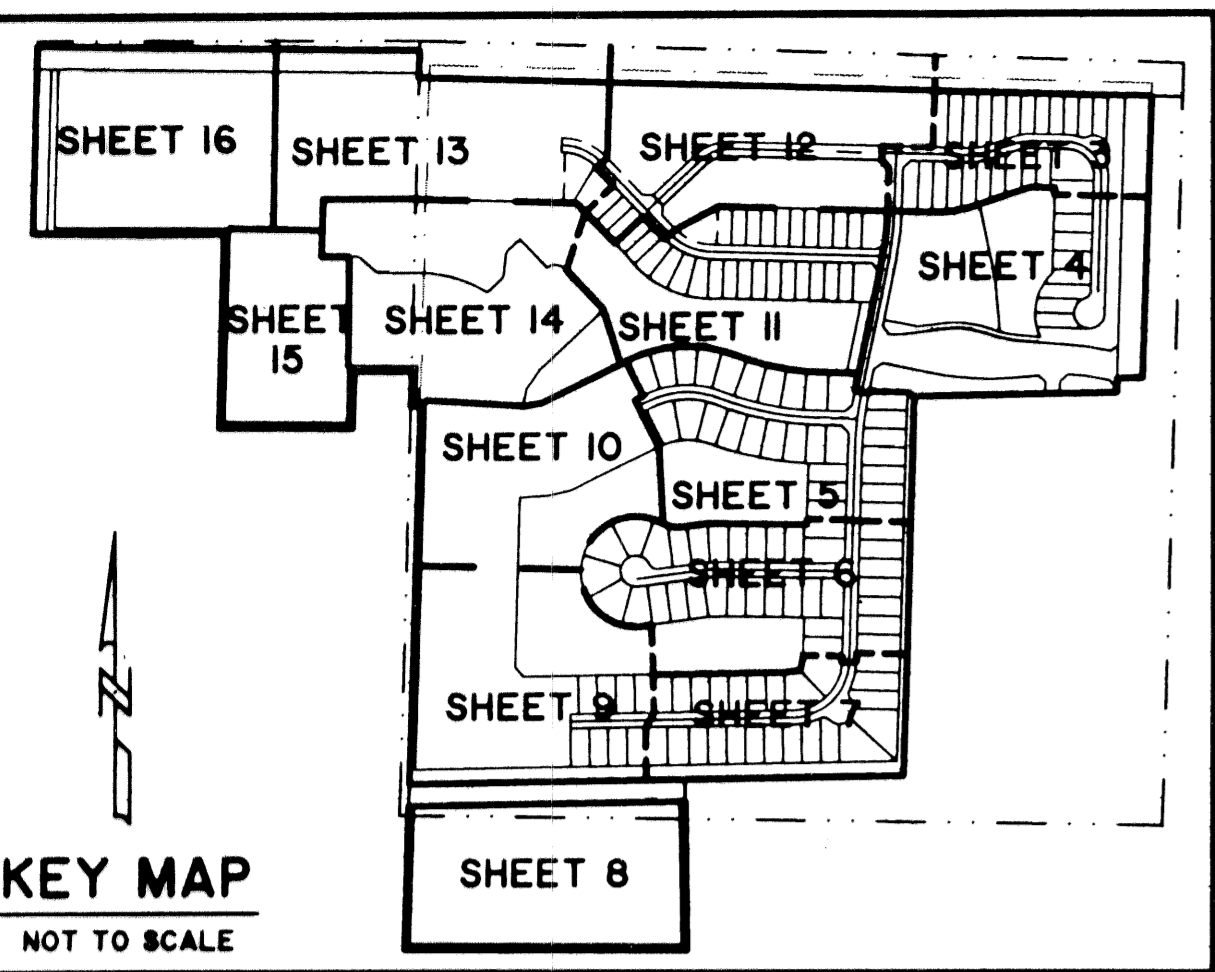 SHEET 16
SHEET 13
SHEET 12
SHEET 3
SHEET 4
SHEET
15
SHEET 14
SHEET 11
SHEET 10
SHEET 5
SHEET 6
SHEET 9
SHEET 7
SHEET 8
N
KEY MAP
NOT TO SCALE